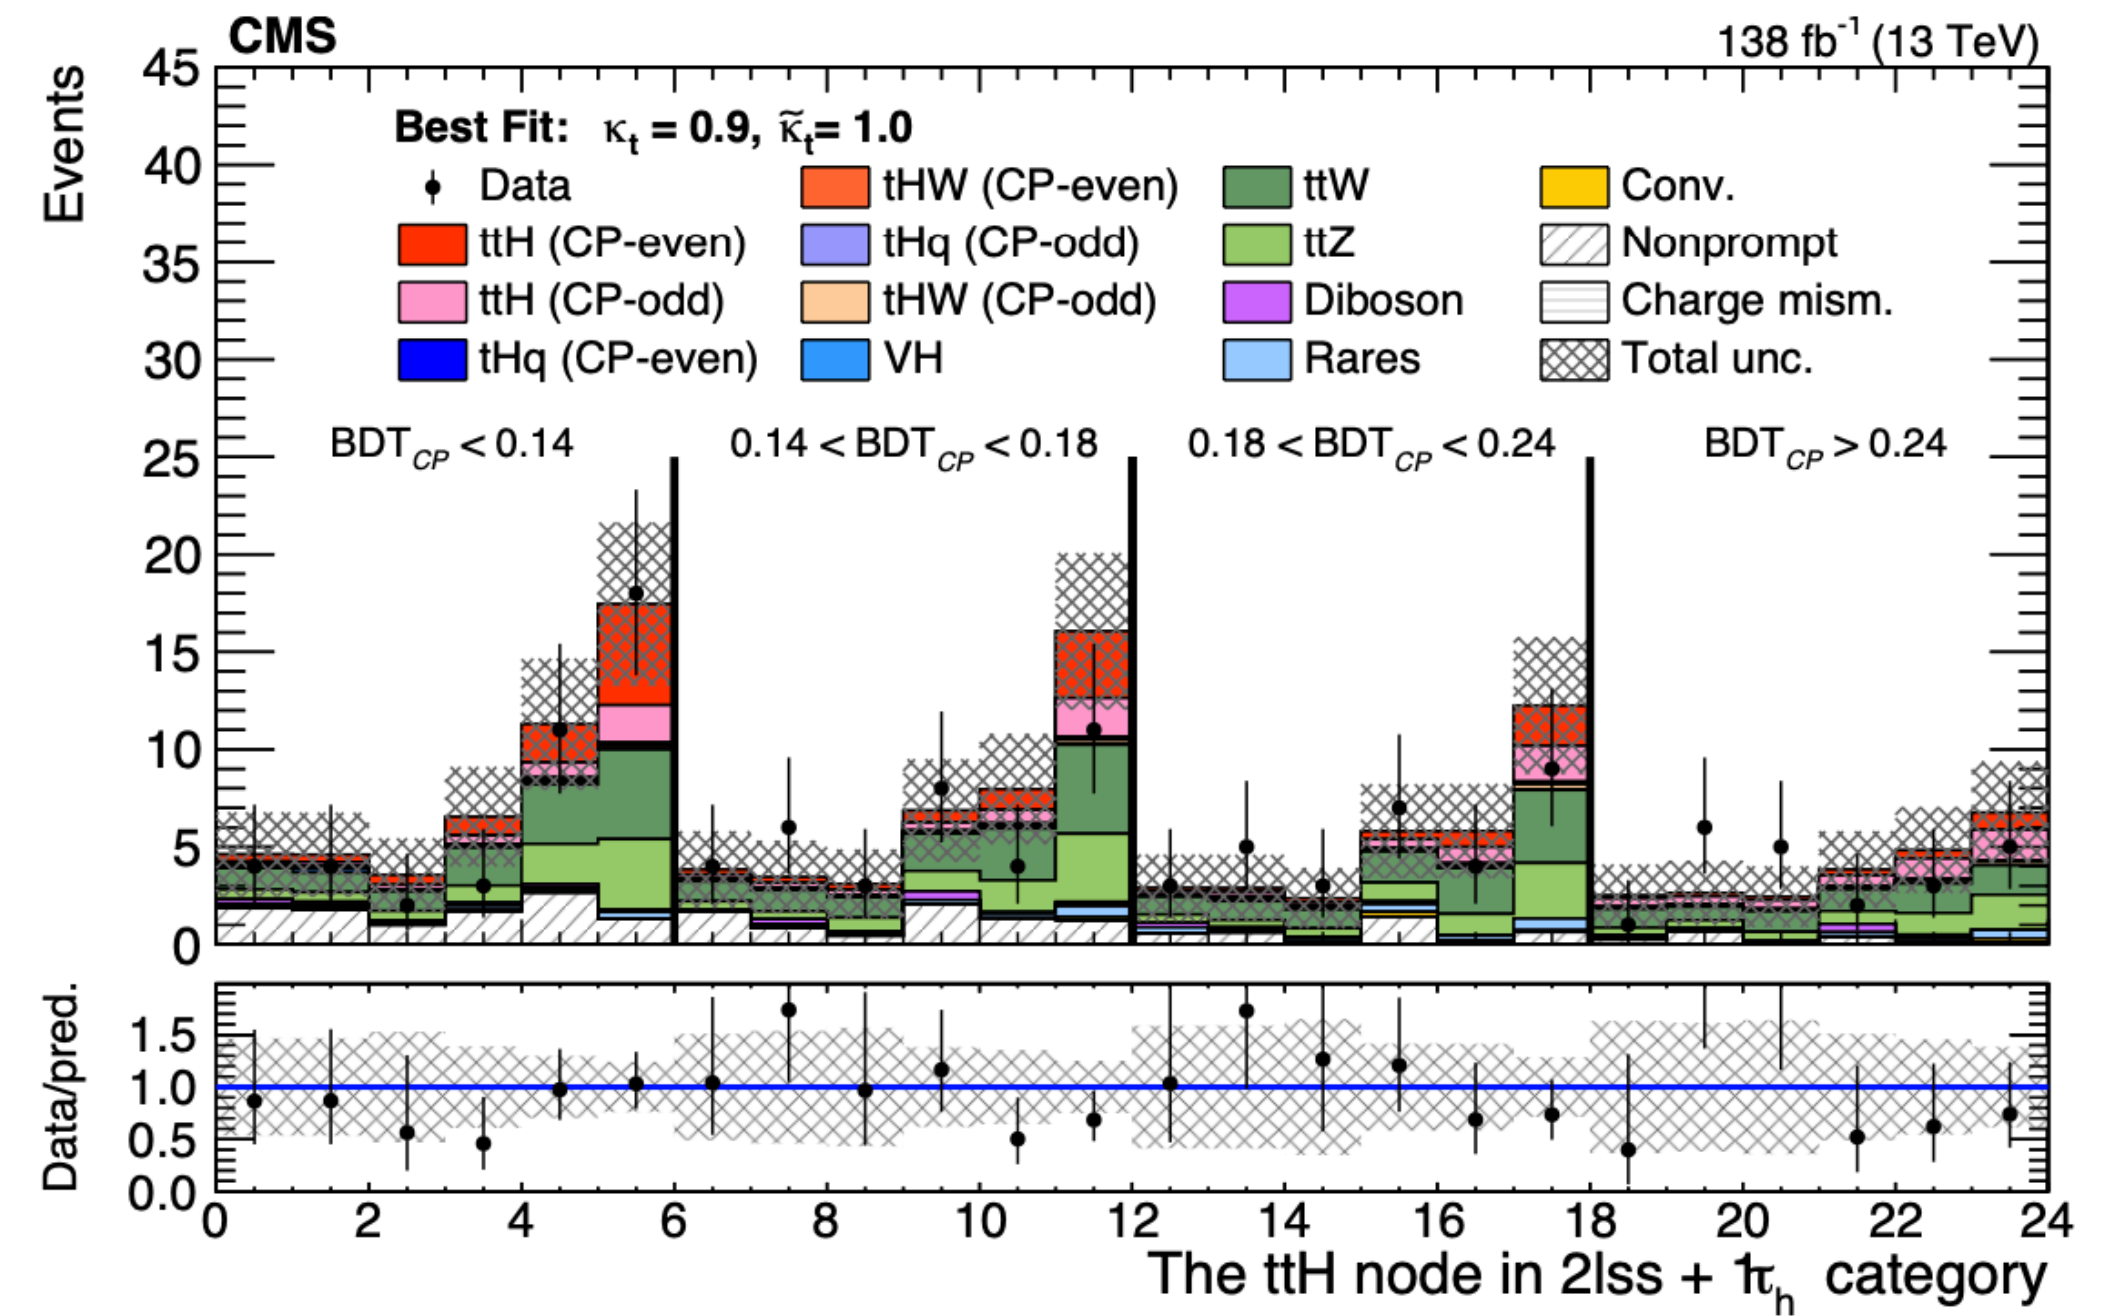 CMS 138 fb⁻¹ (13 TeV)
Events
45
40
35
30
25
20
15
10
5
0
Best Fit: κt = 0.9, κ̃t= 1.0
Data tHW (CP-even) ttW Conv.
ttH (CP-even) tHq (CP-odd) ttZ Nonprompt
ttH (CP-odd) tHW (CP-odd) Diboson Charge mism.
tHq (CP-even) VH Rares Total unc.
BDTCP < 0.14 0.14 < BDTCP < 0.18 0.18 < BDTCP < 0.24 BDTCP > 0.24
Data/pred.
1.5
1.0
0.5
0.0
0 2 4 6 8 10 12 14 16 18 20 22 24
The ttH node in 2lss + 1τh category